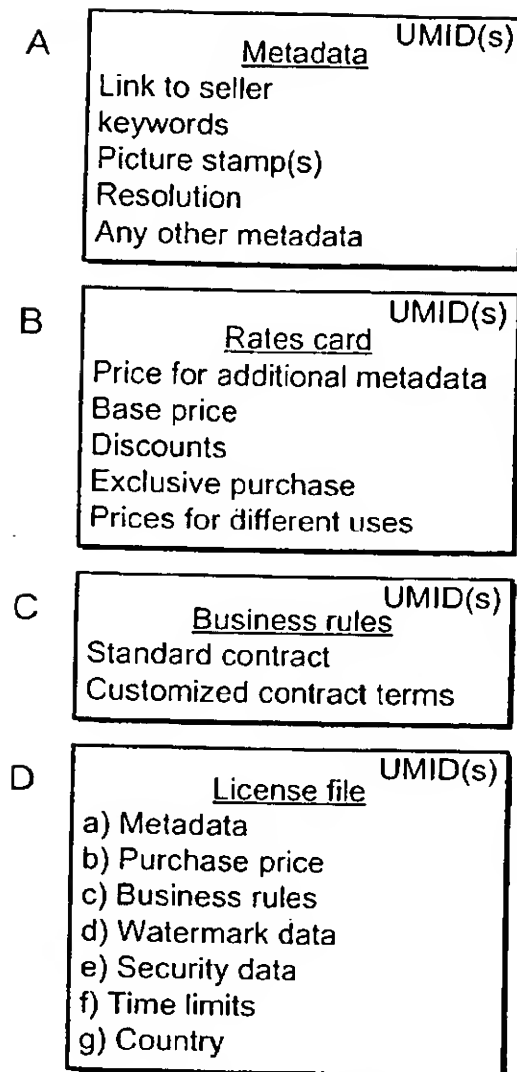 A
UMID(s)
Metadata
Link to seller
keywords
Picture stamp(s)
Resolution
Any other metadata
B
UMID(s)
Rates card
Price for additional metadata
Base price
Discounts
Exclusive purchase
Prices for different uses
C
UMID(s)
Business rules
Standard contract
Customized contract terms
D
UMID(s)
License file
a) Metadata
b) Purchase price
c) Business rules
d) Watermark data
e) Security data
f) Time limits
g) Country